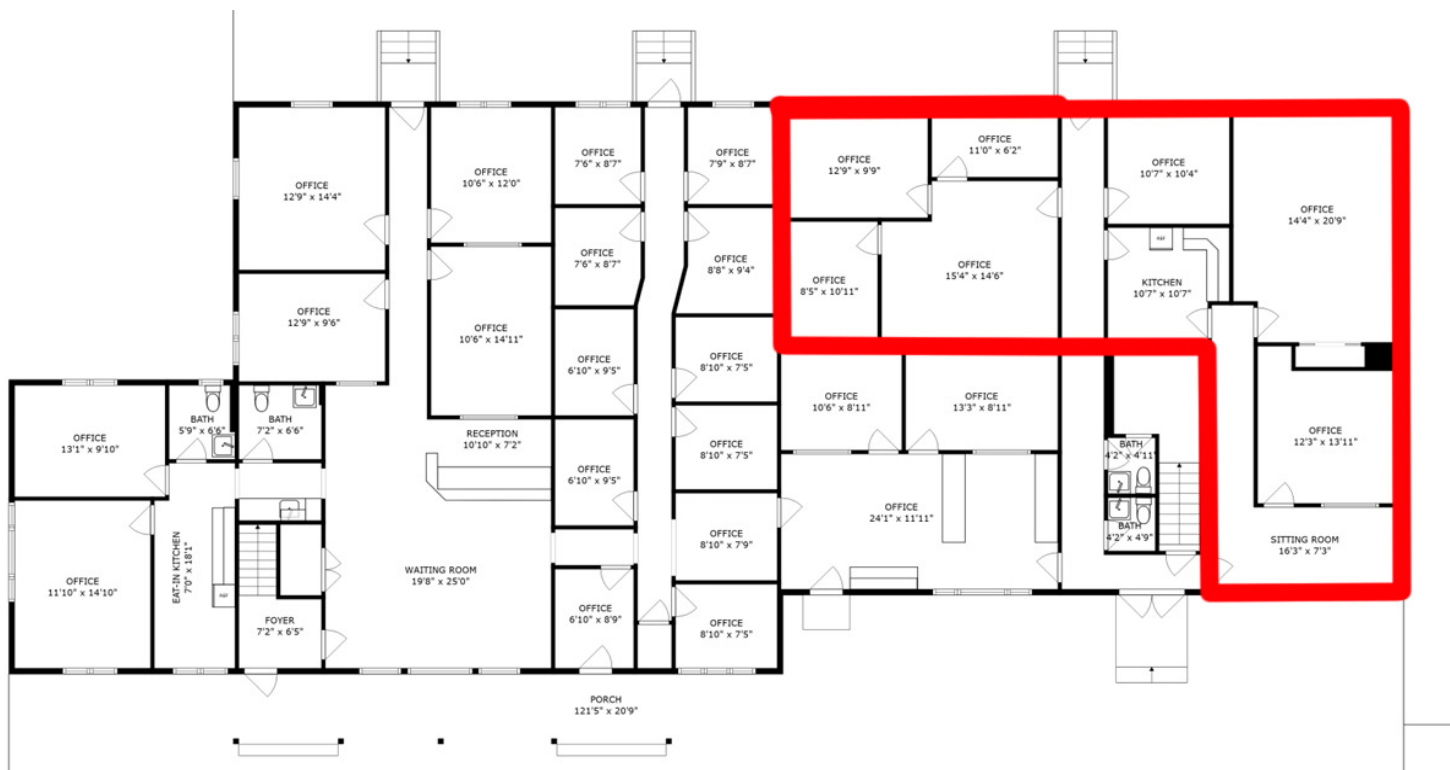 OFFICE
12'9" x 14'4"
OFFICE
10'6" x 12'0"
OFFICE
7'6" x 8'7"
OFFICE
7'9" x 8'7"
OFFICE
12'9" x 9'9"
OFFICE
11'0" x 6'2"
OFFICE
10'7" x 10'4"
OFFICE
14'4" x 20'9"
OFFICE
7'6" x 8'7"
OFFICE
8'8" x 9'4"
OFFICE
8'5" x 10'11"
OFFICE
15'4" x 14'6"
KITCHEN
10'7" x 10'7"
OFFICE
12'9" x 9'6"
OFFICE
10'6" x 14'11"
OFFICE
6'10" x 9'5"
OFFICE
8'10" x 7'5"
OFFICE
10'6" x 8'11"
OFFICE
13'3" x 8'11"
OFFICE
12'3" x 13'11"
OFFICE
13'1" x 9'10"
BATH
5'9" x 6'6"
BATH
7'2" x 6'6"
RECEPTION
10'10" x 7'2"
OFFICE
6'10" x 9'5"
OFFICE
8'10" x 7'5"
BATH
4'2" x 4'11"
OFFICE
24'1" x 11'11"
BATH
4'2" x 4'9"
SITTING ROOM
16'3" x 7'3"
OFFICE
11'10" x 14'10"
EAT-IN KITCHEN
7'0" x 18'1"
WAITING ROOM
19'8" x 25'0"
OFFICE
8'10" x 7'9"
FOYER
7'2" x 6'5"
OFFICE
6'10" x 8'9"
OFFICE
8'10" x 7'5"
PORCH
121'5" x 20'9"